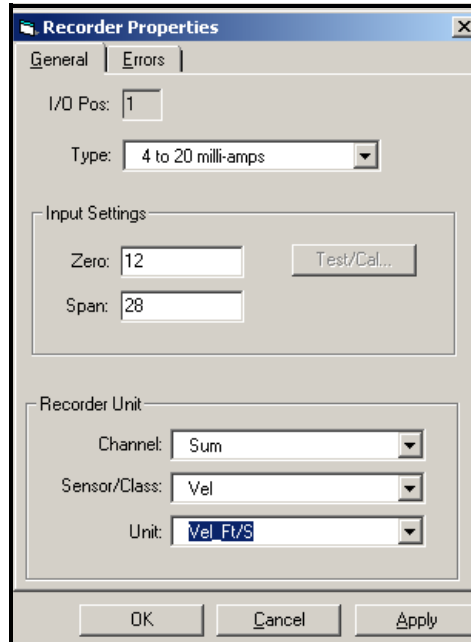 Recorder Properties
General Errors
I/O Pos: 1
Type: 4 to 20 milli-amps
Input Settings
Zero: 12 Test/Cal...
Span: 28
Recorder Unit
Channel: Sum
Sensor/Class: Vel
Unit: Vel_Ft/S
OK Cancel Apply